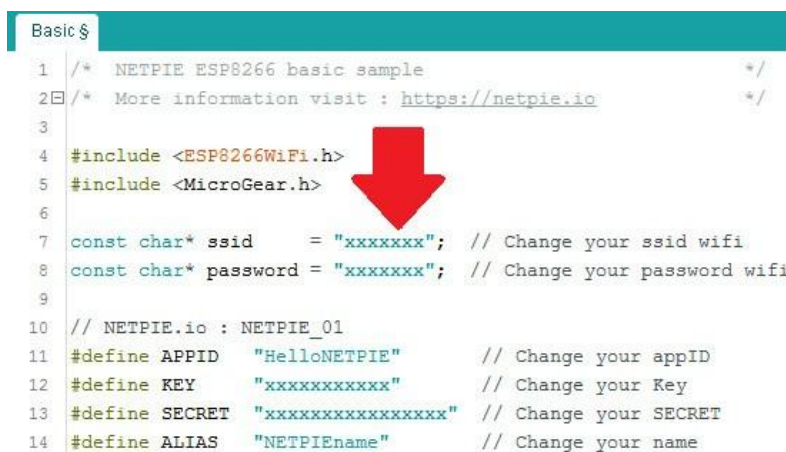 Basic §
1 /* NETPIE ESP8266 basic sample */
2 /* More information visit : https://netpie.io */
3
4 #include <ESP8266WiFi.h>
5 #include <MicroGear.h>
6
7 const char* ssid = "xxxxxxx"; // Change your ssid wifi
8 const char* password = "xxxxxxx"; // Change your password wifi
9
10 // NETPIE.io : NETPIE_01
11 #define APPID "HelloNETPIE" // Change your appID
12 #define KEY "xxxxxxxxxxx" // Change your Key
13 #define SECRET "xxxxxxxxxxxxxxxx" // Change your SECRET
14 #define ALIAS "NETPIEname" // Change your name